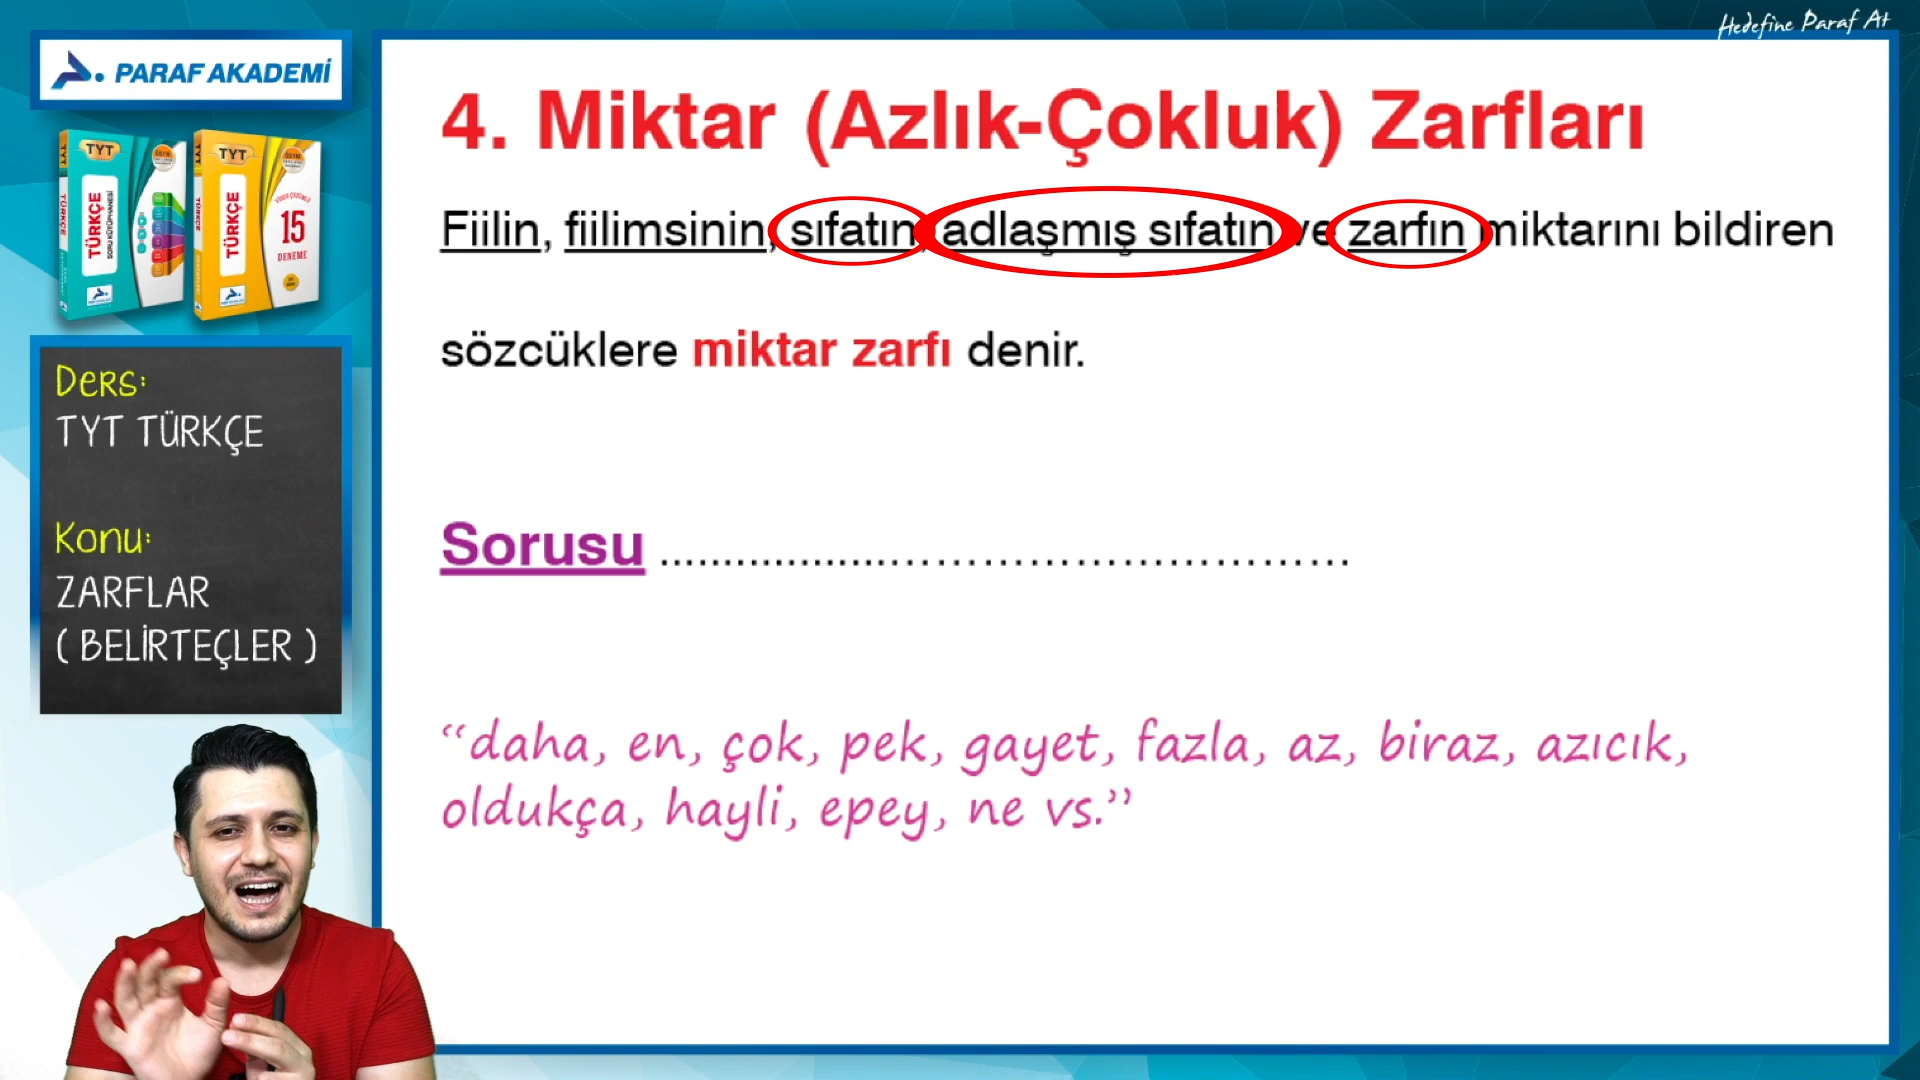 Hedefine Paraf At
PARAF AKADEMİ
4. Miktar (Azlık-Çokluk) Zarfları
Fiilin, fiilimsinin, sıfatın, adlaşmış sıfatın ve zarfın miktarını bildiren
sözcüklere miktar zarfı denir.
Sorusu ................……………………………
“daha, en, çok, pek, gayet, fazla, az, biraz, azıcık,
oldukça, hayli, epey, ne vs.”
TYT
TÜRKÇE
SORU KÜTÜPHANESİ
TYT
TÜRKÇE
15
DENEME
Ders:
TYT TÜRKÇE
Konu:
ZARFLAR
( BELİRTEÇLER )